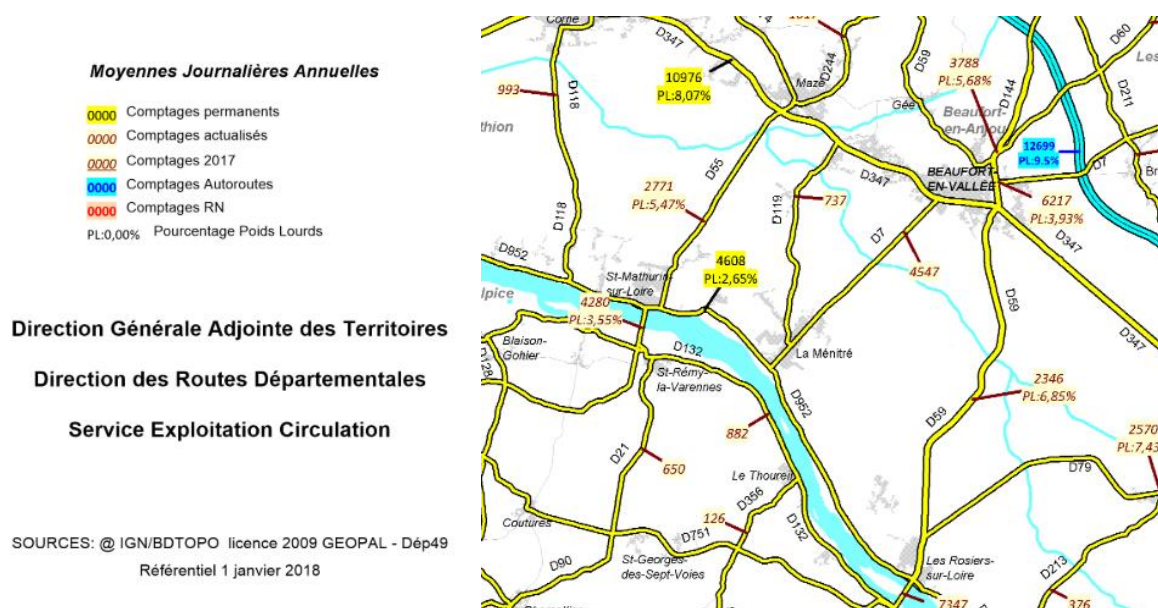 Moyennes Journalières Annuelles
0000 Comptages permanents
0000 Comptages actualisés
0000 Comptages 2017
0000 Comptages Autoroutes
0000 Comptages RN
PL:0,00% Pourcentage Poids Lourds
Direction Générale Adjointe des Territoires
Direction des Routes Départementales
Service Exploitation Circulation
SOURCES: @ IGN/BDTOPO licence 2009 GEOPAL - Dép49
Référentiel 1 janvier 2018
Corné
D347
D244
D59
D60
3788
PL:5,68%
D144
D211
10976
PL:8,07%
Mazé
993
D118
Gée
Beaufort-
en-Anjou
12699
PL:9.5%
D7
D55
D347
BEAUFORT-
EN-VALLÉE
2771
PL:5,47%
D119
737
6217
PL:3,93%
D118
D7
D347
D952
4608
PL:2,65%
4547
St-Mathurin-
sur-Loire
4280
PL:3,55%
D59
Blaison-
Gohier
D132
La Ménitré
D347
D128
St-Rémy-
la-Varennes
D952
2346
PL:6,85%
882
D59
2570
D21
650
D79
Le Thoureil
D356
126
D132
Coutures
D751
D90
St-Georges-
des-Sept-Voies
Les Rosiers-
sur-Loire
D213
7347
376